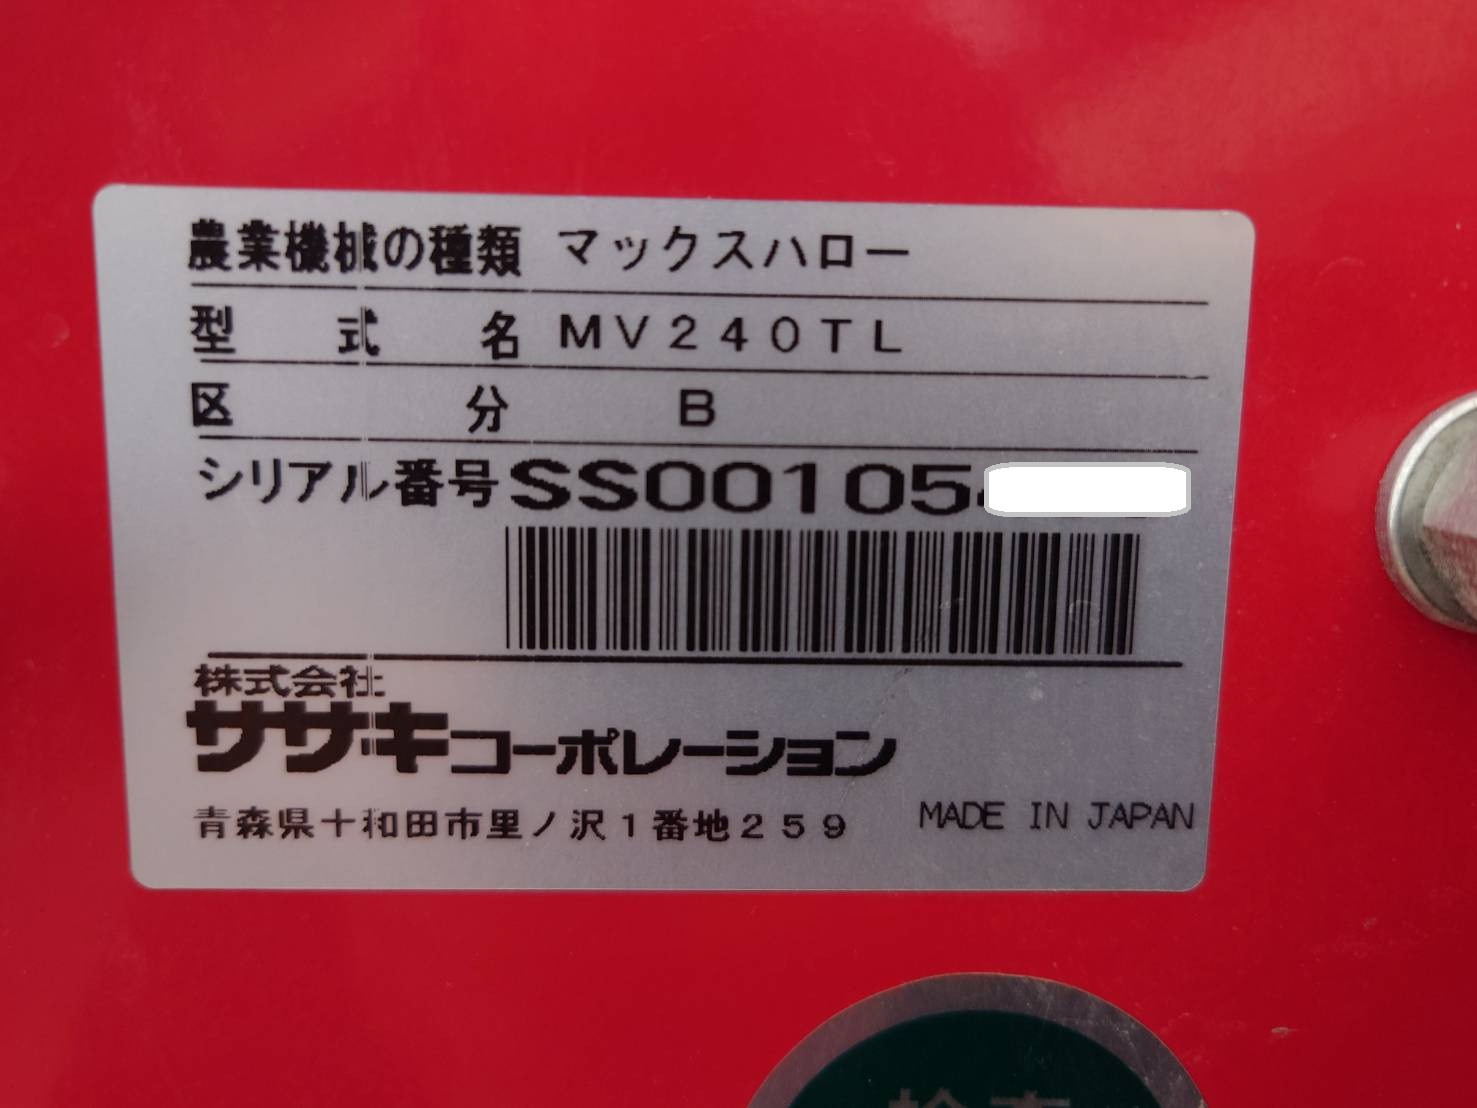 農業機械の種類 マックスハロー
型式名 ＭＶ２４０ＴＬ
区分 Ｂ
シリアル番号 SS00105
株式会社
ササキコーポレーション
青森県十和田市里ノ沢１番地２５９ MADE IN JAPAN